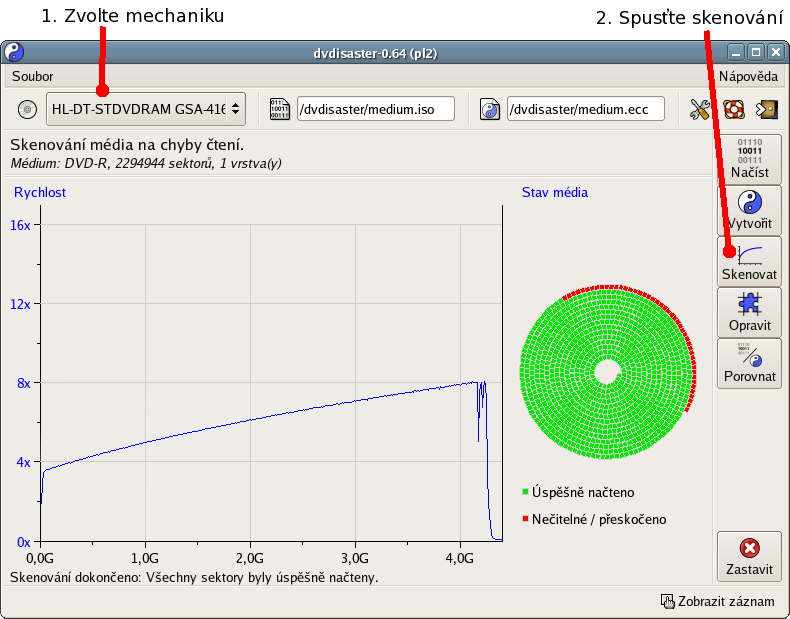 1. Zvolte mechaniku
2. Spusťte skenování
dvdisaster-0.64 (pl2)
Soubor
Nápověda
HL-DT-STDVDRAM GSA-416
/dvdisaster/medium.iso
/dvdisaster/medium.ecc
Skenování média na chyby čtení.
Médium: DVD-R, 2294944 sektorů, 1 vrstva(y)
Rychlost
Stav média
16x
12x
8x
4x
0x
0,0G
1,0G
2,0G
3,0G
4,0G
Úspěšně načteno
Nečitelné / přeskočeno
Skenování dokončeno: Všechny sektory byly úspěšně načteny.
01110
10011
00111
Načíst
Vytvořit
Skenovat
Opravit
Porovnat
Zastavit
Zobrazit záznam